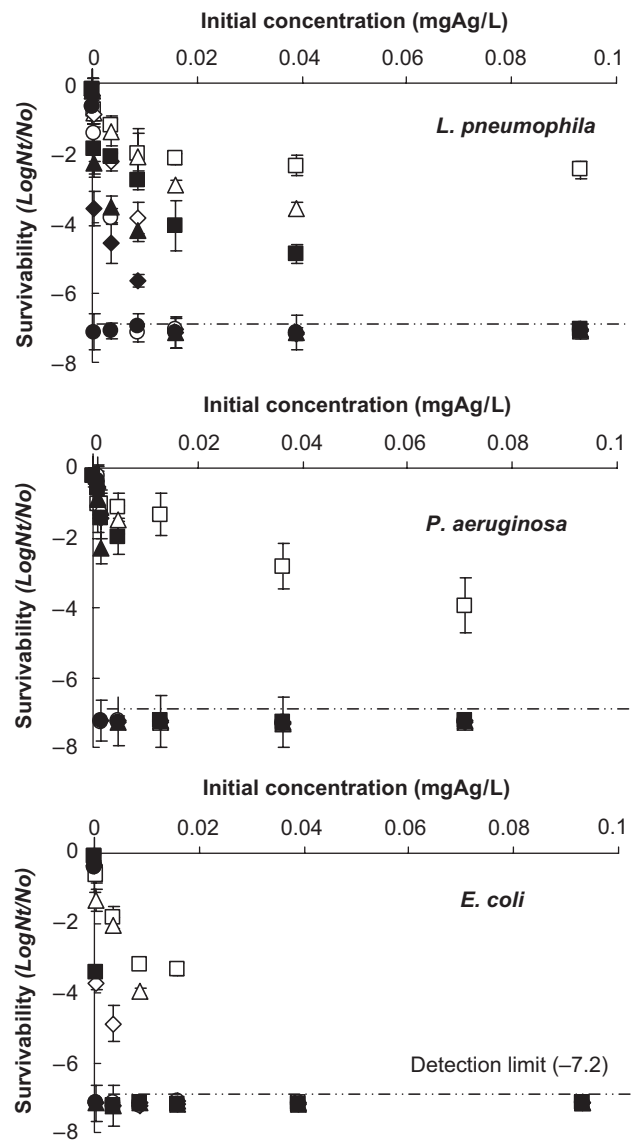 Initial concentration (mgAg/L)
0 0.02 0.04 0.06 0.08 0.1
0
−2
−4
−6
−8
Survivability (LogNt/No)
L. pneumophila
Initial concentration (mgAg/L)
0 0.02 0.04 0.06 0.08 0.1
0
−2
−4
−6
−8
Survivability (LogNt/No)
P. aeruginosa
Initial concentration (mgAg/L)
0 0.02 0.04 0.06 0.08 0.1
0
−2
−4
−6
−8
Survivability (LogNt/No)
E. coli
Detection limit (−7.2)